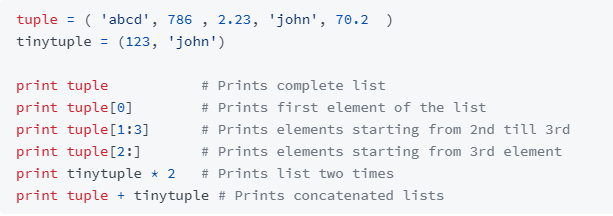 tuple = ( 'abcd', 786 , 2.23, 'john', 70.2  )
tinytuple = (123, 'john')

print tuple            # Prints complete list
print tuple[0]         # Prints first element of the list
print tuple[1:3]       # Prints elements starting from 2nd till 3rd
print tuple[2:]        # Prints elements starting from 3rd element
print tinytuple * 2    # Prints list two times
print tuple + tinytuple # Prints concatenated lists